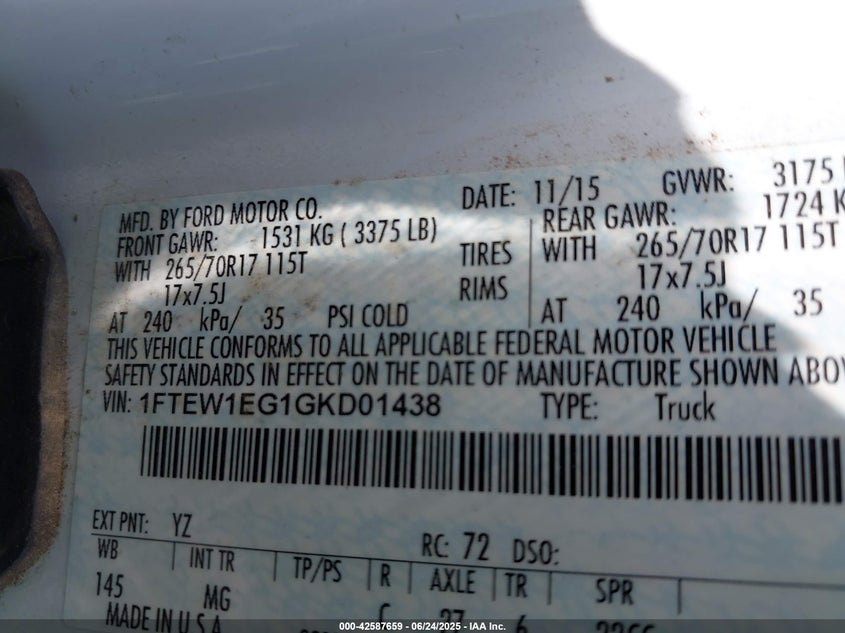 MFD. BY FORD MOTOR CO.
DATE: 11/15 GVWR: 3175
FRONT GAWR: 1531 KG ( 3375 LB)
REAR GAWR: 1724 K
WITH 265/70R17 115T TIRES WITH 265/70R17 115T
17x7.5J RIMS 17x7.5J
AT 240 kPa/ 35 PSI COLD AT 240 kPa/ 35
THIS VEHICLE CONFORMS TO ALL APPLICABLE FEDERAL MOTOR VEHICLE
SAFETY STANDARDS IN EFFECT ON THE DATE OF MANUFACTURE SHOWN ABOV
VIN: 1FTEW1EG1GKD01438 TYPE: Truck
EXT PNT: YZ RC: 72 DSO:
WB INT TR TP/PS R AXLE TR SPR
145 MG
MADE IN U.S.A.
000-42587659 - 06/24/2025 - IAA Inc.